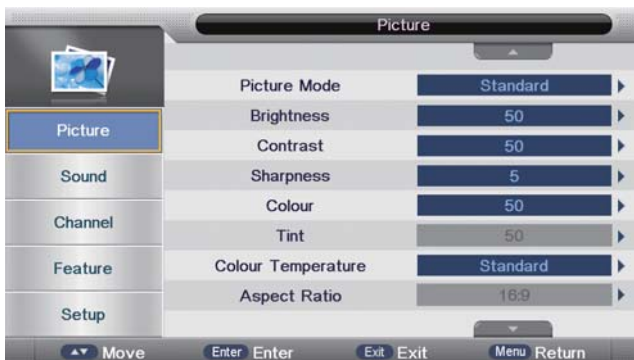 Picture
Picture Mode Standard
Brightness 50
Picture
Contrast 50
Sound
Sharpness 5
Colour 50
Channel
Tint 50
Feature
Colour Temperature Standard
Aspect Ratio 16:9
Setup
Move Enter Enter Exit Exit Menu Return